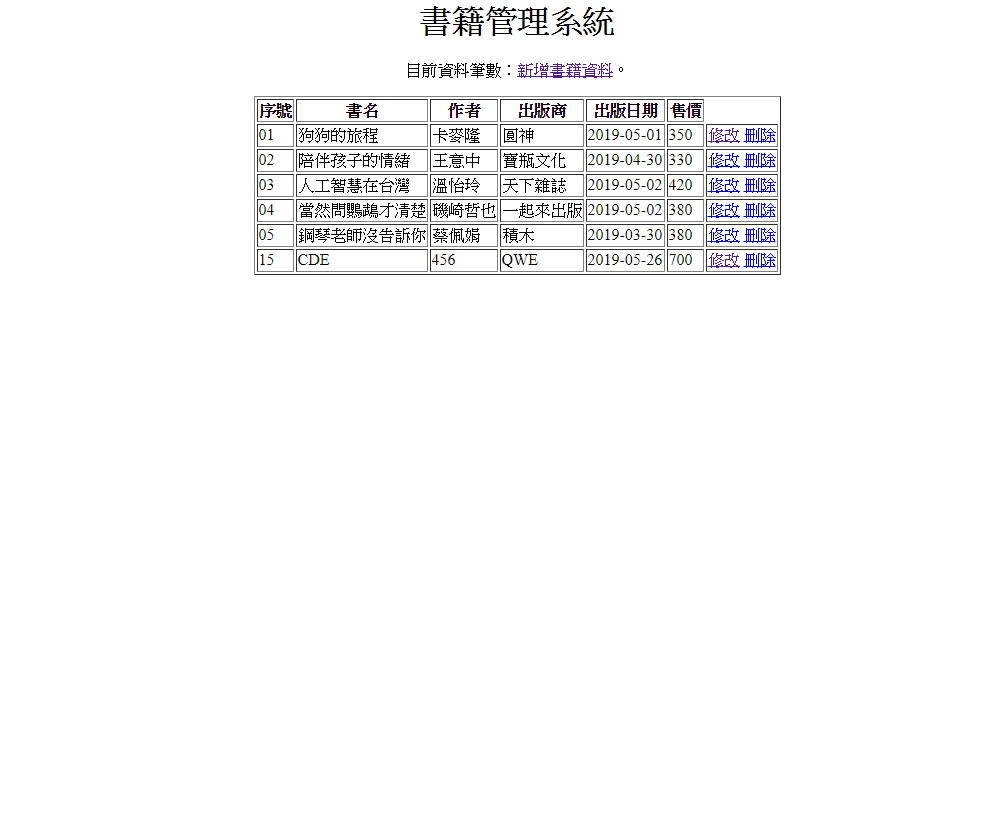 書籍管理系統
目前資料筆數：新增書籍資料。
序號 書名 作者 出版商 出版日期 售價
01 狗狗的旅程 卡麥隆 圓神 2019-05-01 350 修改 刪除
02 陪伴孩子的情緒 王意中 寶瓶文化 2019-04-30 330 修改 刪除
03 人工智慧在台灣 溫怡玲 天下雜誌 2019-05-02 420 修改 刪除
04 當然問鸚鵡才清楚 磯崎哲也 一起來出版 2019-05-02 380 修改 刪除
05 鋼琴老師沒告訴你 蔡佩娟 積木 2019-03-30 380 修改 刪除
15 CDE 456 QWE 2019-05-26 700 修改 刪除